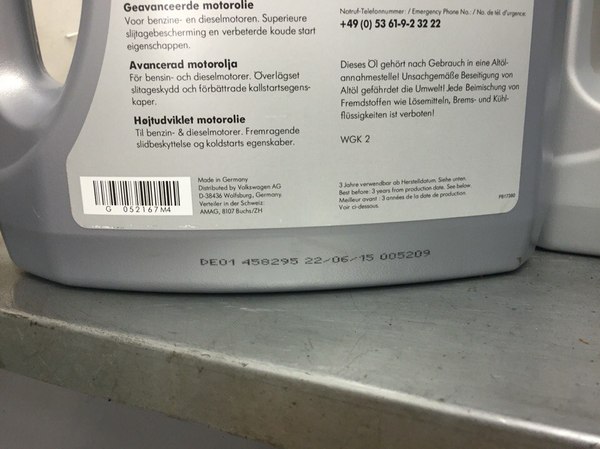 Geavanceerde motorolie
Voor benzine- en dieselmotoren. Superieure
slijtagebescherming en verbeterde koude start
eigenschappen.
Avancerad motorolja
För bensin- och dieselmotorer. Överlägset
slitageskydd och förbättrade kallstartsegens-
kaper.
Højtudviklet motorolie
Til benzin- & dieselmotorer. Fremragende
slidbeskyttelse og koldstarts egenskaber.
Notruf-Telefonnummer: / Emergency Phone No.: / No. de tél. d'urgence:
+49 (0) 53 61-9-2 32 22
Dieses Öl gehört nach Gebrauch in eine Altöl-
annahmestelle! Unsachgemäße Beseitigung von
Altöl gefährdet die Umwelt! Jede Beimischung von
Fremdstoffen wie Lösemitteln, Brems- und Kühl-
flüssigkeiten ist verboten!
WGK 2
G 052167M4
Made in Germany
Distributed by Volkswagen AG
D-38436 Wolfsburg, Germany
Verteiler in der Schweiz:
AMAG, 8107 Buchs/ZH
3 Jahre verwendbar ab Herstelldatum. Siehe unten.
Best before: 3 years from production date. See below.
Meilleur avant : 3 années de la date de production.
Voir ci-dessous.
DE01 458295 22/06/15 005209